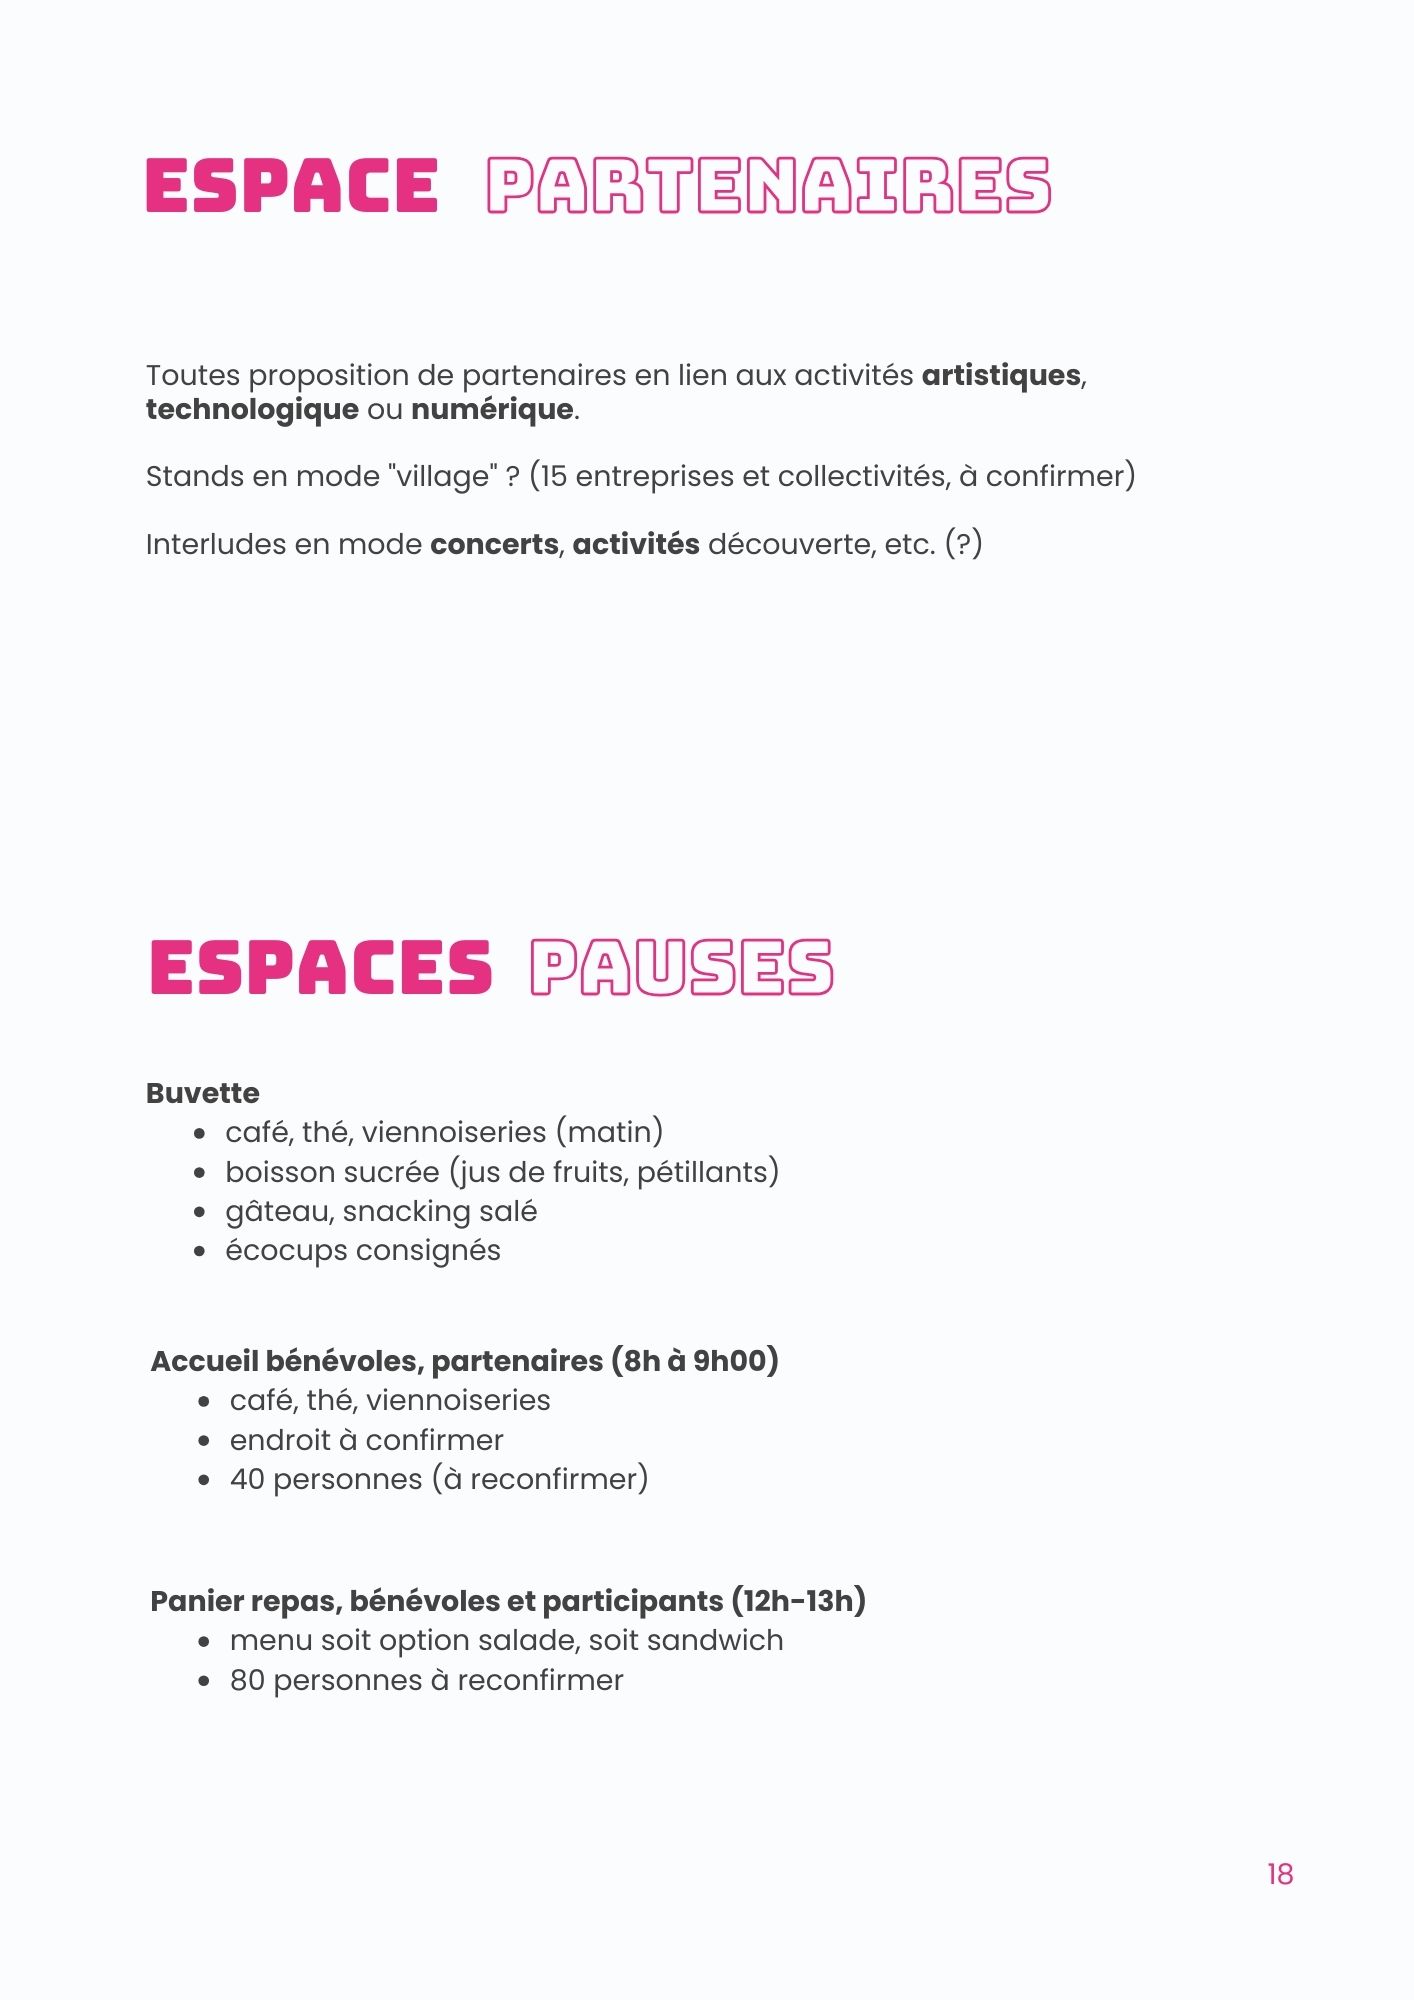 ESPACE PARTENAIRES
Toutes proposition de partenaires en lien aux activités artistiques,
technologique ou numérique.
Stands en mode "village" ? (15 entreprises et collectivités, à confirmer)
Interludes en mode concerts, activités découverte, etc. (?)
ESPACES PAUSES
Buvette
• café, thé, viennoiseries (matin)
• boisson sucrée (jus de fruits, pétillants)
• gâteau, snacking salé
• écocups consignés
Accueil bénévoles, partenaires (8h à 9h00)
• café, thé, viennoiseries
• endroit à confirmer
• 40 personnes (à reconfirmer)
Panier repas, bénévoles et participants (12h-13h)
• menu soit option salade, soit sandwich
• 80 personnes à reconfirmer
18